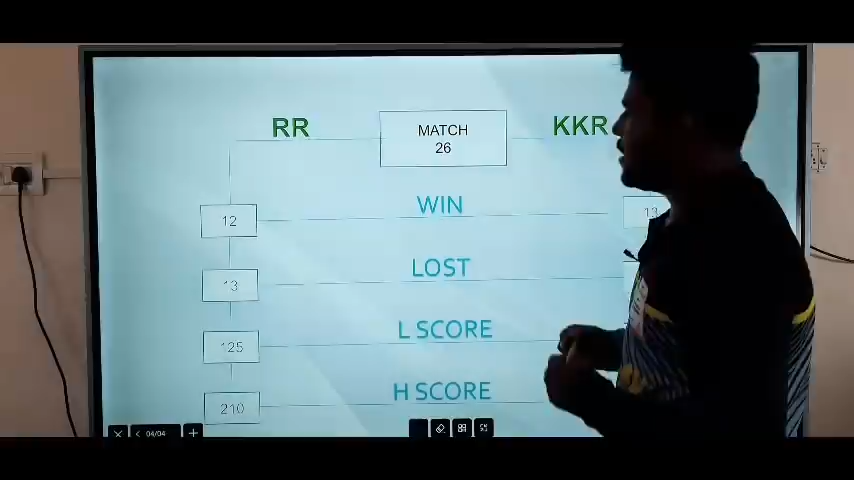 RR
MATCH
26
KKR
WIN
12
13
LOST
13
L SCORE
125
H SCORE
210
04/04